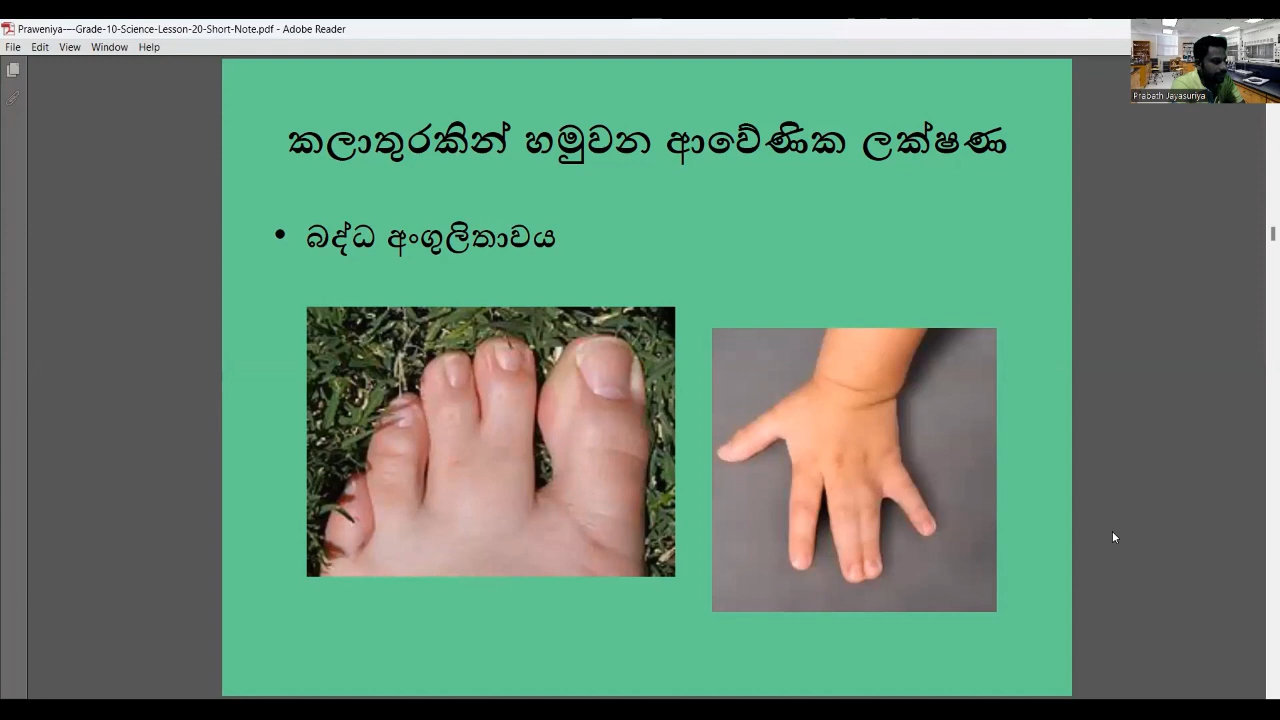 Praweniya----Grade-10-Science-Lesson-20-Short-Note.pdf - Adobe Reader
File Edit View Window Help
Prabath Jayasuriya
කලාතුරකින් හමුවන ආවේණික ලක්ෂණ
• බද්ධ අංගුලිතාවය